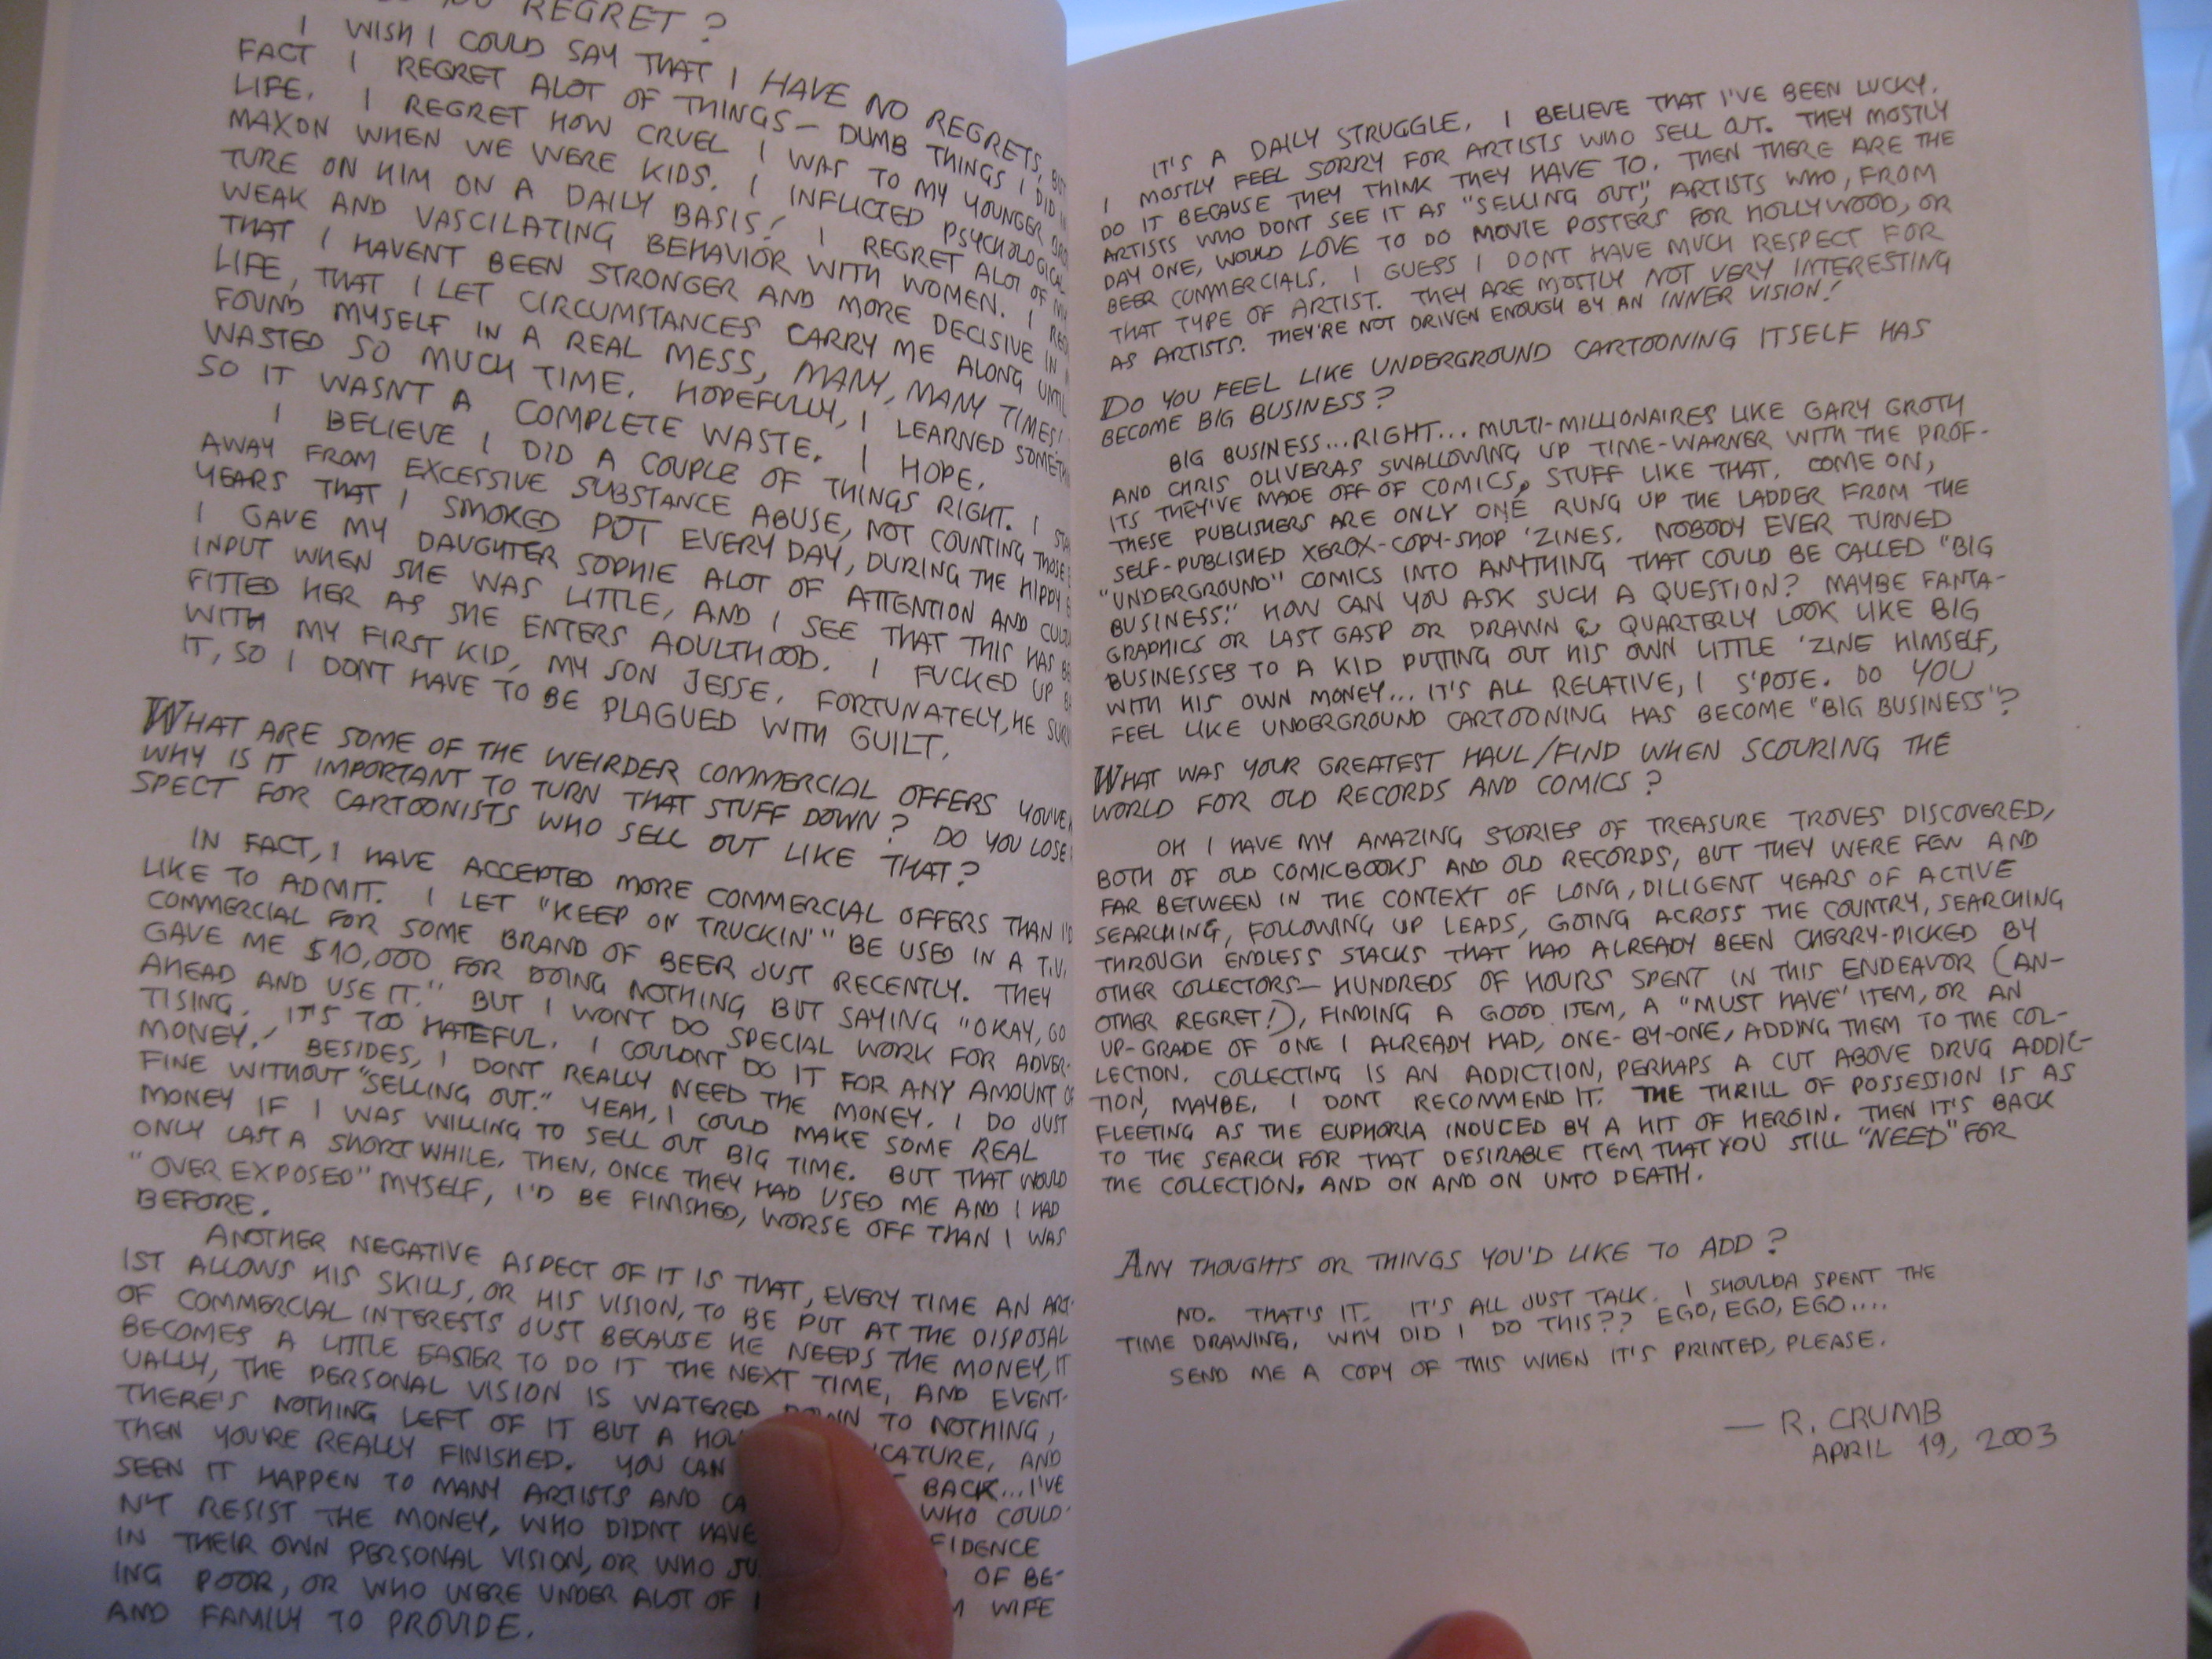 REGRET?
I WISH I COULD SAY THAT I HAVE NO REGRETS, BUT
FACT I REGRET ALOT OF THINGS — DUMB THINGS I DID IN
LIFE. I REGRET HOW CRUEL I WAS TO MY YOUNGER
MAXON WHEN WE WERE KIDS. I INFLICTED PSYCHOLOGICAL
TURE ON HIM ON A DAILY BASIS! I REGRET ALOT OF MY
WEAK AND VASCILATING BEHAVIOR WITH WOMEN. I
THAT I HAVENT BEEN STRONGER AND MORE DECISIVE IN
LIFE, THAT I LET CIRCUMSTANCES CARRY ME ALONG UNTIL
FOUND MYSELF IN A REAL MESS, MANY, MANY TIMES!
WASTED SO MUCH TIME. HOPEFULLY, I LEARNED
SO IT WASNT A COMPLETE WASTE. I HOPE.
I BELIEVE I DID A COUPLE OF THINGS RIGHT. I
AWAY FROM EXCESSIVE SUBSTANCE ABUSE, NOT COUNTING THOSE
YEARS THAT I SMOKED POT EVERY DAY, DURING THE HIPPY
I GAVE MY DAUGHTER SOPHIE ALOT OF ATTENTION AND
INPUT WHEN SHE WAS LITTLE, AND I SEE THAT THIS HAS
FITTED HER AS SHE ENTERS ADULTHOOD. I FUCKED UP
WITH MY FIRST KID, MY SON JESSE. FORTUNATELY, HE
IT, SO I DONT HAVE TO BE PLAGUED WITH GUILT.
WHAT ARE SOME OF THE WEIRDER COMMERCIAL OFFERS YOU'VE
WHY IS IT IMPORTANT TO TURN THAT STUFF DOWN? DO YOU LOSE
SPECT FOR CARTOONISTS WHO SELL OUT LIKE THAT?
IN FACT, I HAVE ACCEPTED MORE COMMERCIAL OFFERS THAN I'D
LIKE TO ADMIT. I LET "KEEP ON TRUCKIN'" BE USED IN A T.V.
COMMERCIAL FOR SOME BRAND OF BEER JUST RECENTLY. THEY
GAVE ME $10,000 FOR DOING NOTHING BUT SAYING "OKAY, GO
AHEAD AND USE IT." BUT I WONT DO SPECIAL WORK FOR ADVER-
TISING. IT'S TOO HATEFUL. I COULDNT DO IT FOR ANY AMOUNT OF
MONEY! BESIDES, I DONT REALLY NEED THE MONEY. I DO JUST
FINE WITHOUT "SELLING OUT." YEAH, I COULD MAKE SOME REAL
MONEY IF I WAS WILLING TO SELL OUT BIG TIME. BUT THAT WOULD
ONLY LAST A SHORT WHILE. THEN, ONCE THEY HAD USED ME AND I HAD
"OVER EXPOSED" MYSELF, I'D BE FINISHED, WORSE OFF THAN I WAS
BEFORE.
ANOTHER NEGATIVE ASPECT OF IT IS THAT, EVERY TIME AN ART-
IST ALLOWS HIS SKILLS, OR HIS VISION, TO BE PUT AT THE DISPOSAL
OF COMMERCIAL INTERESTS JUST BECAUSE HE NEEDS THE MONEY, IT
BECOMES A LITTLE EASIER TO DO IT THE NEXT TIME, AND EVENT-
UALLY, THE PERSONAL VISION IS WATERED DOWN TO NOTHING,
THERE'S NOTHING LEFT OF IT BUT A
THEN YOU'RE REALLY FINISHED. YOU CAN AND
SEEN IT HAPPEN TO MANY ARTISTS AND BACK... I'VE
N'T RESIST THE MONEY, WHO DIDNT HAVE WHO COULD-
IN THEIR OWN PERSONAL VISION, OR WHO
ING POOR, OR WHO WERE UNDER ALOT OF OF BE-
AND FAMILY TO PROVIDE. WIFE
IT'S A DAILY STRUGGLE. I BELIEVE THAT I'VE BEEN LUCKY.
I MOSTLY FEEL SORRY FOR ARTISTS WHO SELL OUT. THEY MOSTLY
DO IT BECAUSE THEY THINK THEY HAVE TO. THEN THERE ARE THE
ARTISTS WHO DONT SEE IT AS "SELLING OUT", ARTISTS WHO, FROM
DAY ONE, WOULD LOVE TO DO MOVIE POSTERS FOR HOLLYWOOD, OR
BEER COMMERCIALS. I GUESS I DONT HAVE MUCH RESPECT FOR
THAT TYPE OF ARTIST. THEY ARE MOSTLY NOT VERY INTERESTING
AS ARTISTS. THEY'RE NOT DRIVEN ENOUGH BY AN INNER VISION!
DO YOU FEEL LIKE UNDERGROUND CARTOONING ITSELF HAS
BECOME BIG BUSINESS?
BIG BUSINESS... RIGHT... MULTI-MILLIONAIRES LIKE GARY GROTH
AND CHRIS OLIVERAS SWALLOWING UP TIME-WARNER WITH THE PROF-
ITS THEY'VE MADE OFF OF COMICS, STUFF LIKE THAT. COME ON,
THESE PUBLISHERS ARE ONLY ONE RUNG UP THE LADDER FROM THE
SELF-PUBLISHED XEROX-COPY-SHOP 'ZINES. NOBODY EVER TURNED
"UNDERGROUND" COMICS INTO ANYTHING THAT COULD BE CALLED "BIG
BUSINESS." HOW CAN YOU ASK SUCH A QUESTION? MAYBE FANTA-
GRAPHICS OR LAST GASP OR DRAWN & QUARTERLY LOOK LIKE BIG
BUSINESSES TO A KID PUTTING OUT HIS OWN LITTLE 'ZINE HIMSELF,
WITH HIS OWN MONEY... IT'S ALL RELATIVE, I S'POSE. DO YOU
FEEL LIKE UNDERGROUND CARTOONING HAS BECOME "BIG BUSINESS"?
WHAT WAS YOUR GREATEST HAUL/FIND WHEN SCOURING THE
WORLD FOR OLD RECORDS AND COMICS?
OH I HAVE MY AMAZING STORIES OF TREASURE TROVES DISCOVERED,
BOTH OF OLD COMICBOOKS AND OLD RECORDS, BUT THEY WERE FEW AND
FAR BETWEEN IN THE CONTEXT OF LONG, DILIGENT YEARS OF ACTIVE
SEARCHING, FOLLOWING UP LEADS, GOING ACROSS THE COUNTRY, SEARCHING
THROUGH ENDLESS STACKS THAT HAD ALREADY BEEN CHERRY-PICKED BY
OTHER COLLECTORS — HUNDREDS OF HOURS SPENT IN THIS ENDEAVOR (AN-
OTHER REGRET!), FINDING A GOOD ITEM, A "MUST HAVE" ITEM, OR AN
UP-GRADE OF ONE I ALREADY HAD, ONE-BY-ONE, ADDING THEM TO THE COL-
LECTION. COLLECTING IS AN ADDICTION, PERHAPS A CUT ABOVE DRUG ADDIC-
TION, MAYBE. I DONT RECOMMEND IT. THE THRILL OF POSSESSION IS AS
FLEETING AS THE EUPHORIA INDUCED BY A HIT OF HEROIN. THEN IT'S BACK
TO THE SEARCH FOR THAT DESIRABLE ITEM THAT YOU STILL "NEED" FOR
THE COLLECTION. AND ON AND ON UNTO DEATH.
ANY THOUGHTS OR THINGS YOU'D LIKE TO ADD?
NO. THAT'S IT. IT'S ALL JUST TALK. I SHOULDA SPENT THE
TIME DRAWING. WHY DID I DO THIS?? EGO, EGO, EGO....
SEND ME A COPY OF THIS WHEN IT'S PRINTED, PLEASE.
— R. CRUMB
APRIL 19, 2003